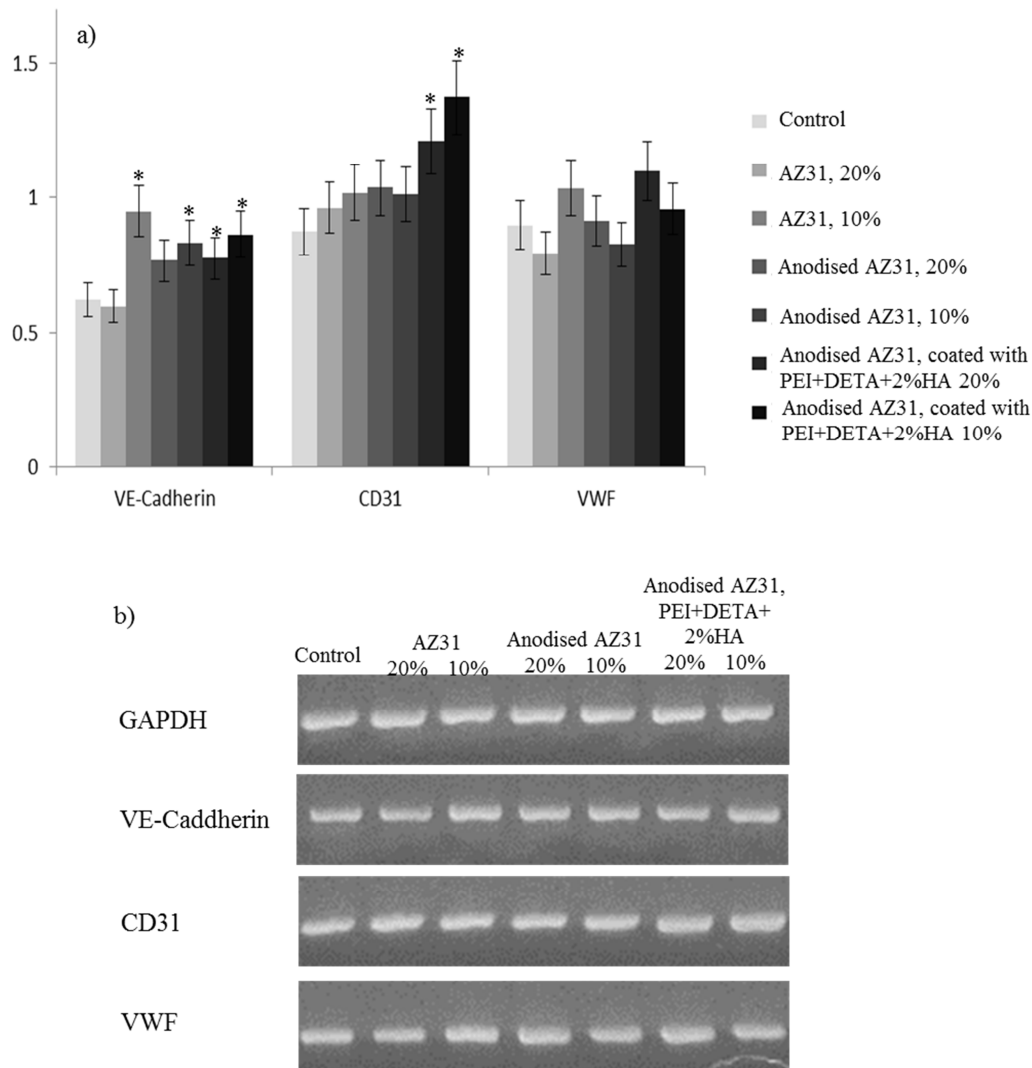 a)
1.5
1
0.5
0
*
*
*
*
*
*
VE-Cadherin
CD31
VWF
Control
AZ31, 20%
AZ31, 10%
Anodised AZ31, 20%
Anodised AZ31, 10%
Anodised AZ31, coated with
PEI+DETA+2%HA 20%
Anodised AZ31, coated with
PEI+DETA+2%HA 10%
b)
Control
AZ31
20% 10%
Anodised AZ31
20% 10%
Anodised AZ31,
PEI+DETA+
2%HA
20% 10%
GAPDH
VE-Caddherin
CD31
VWF